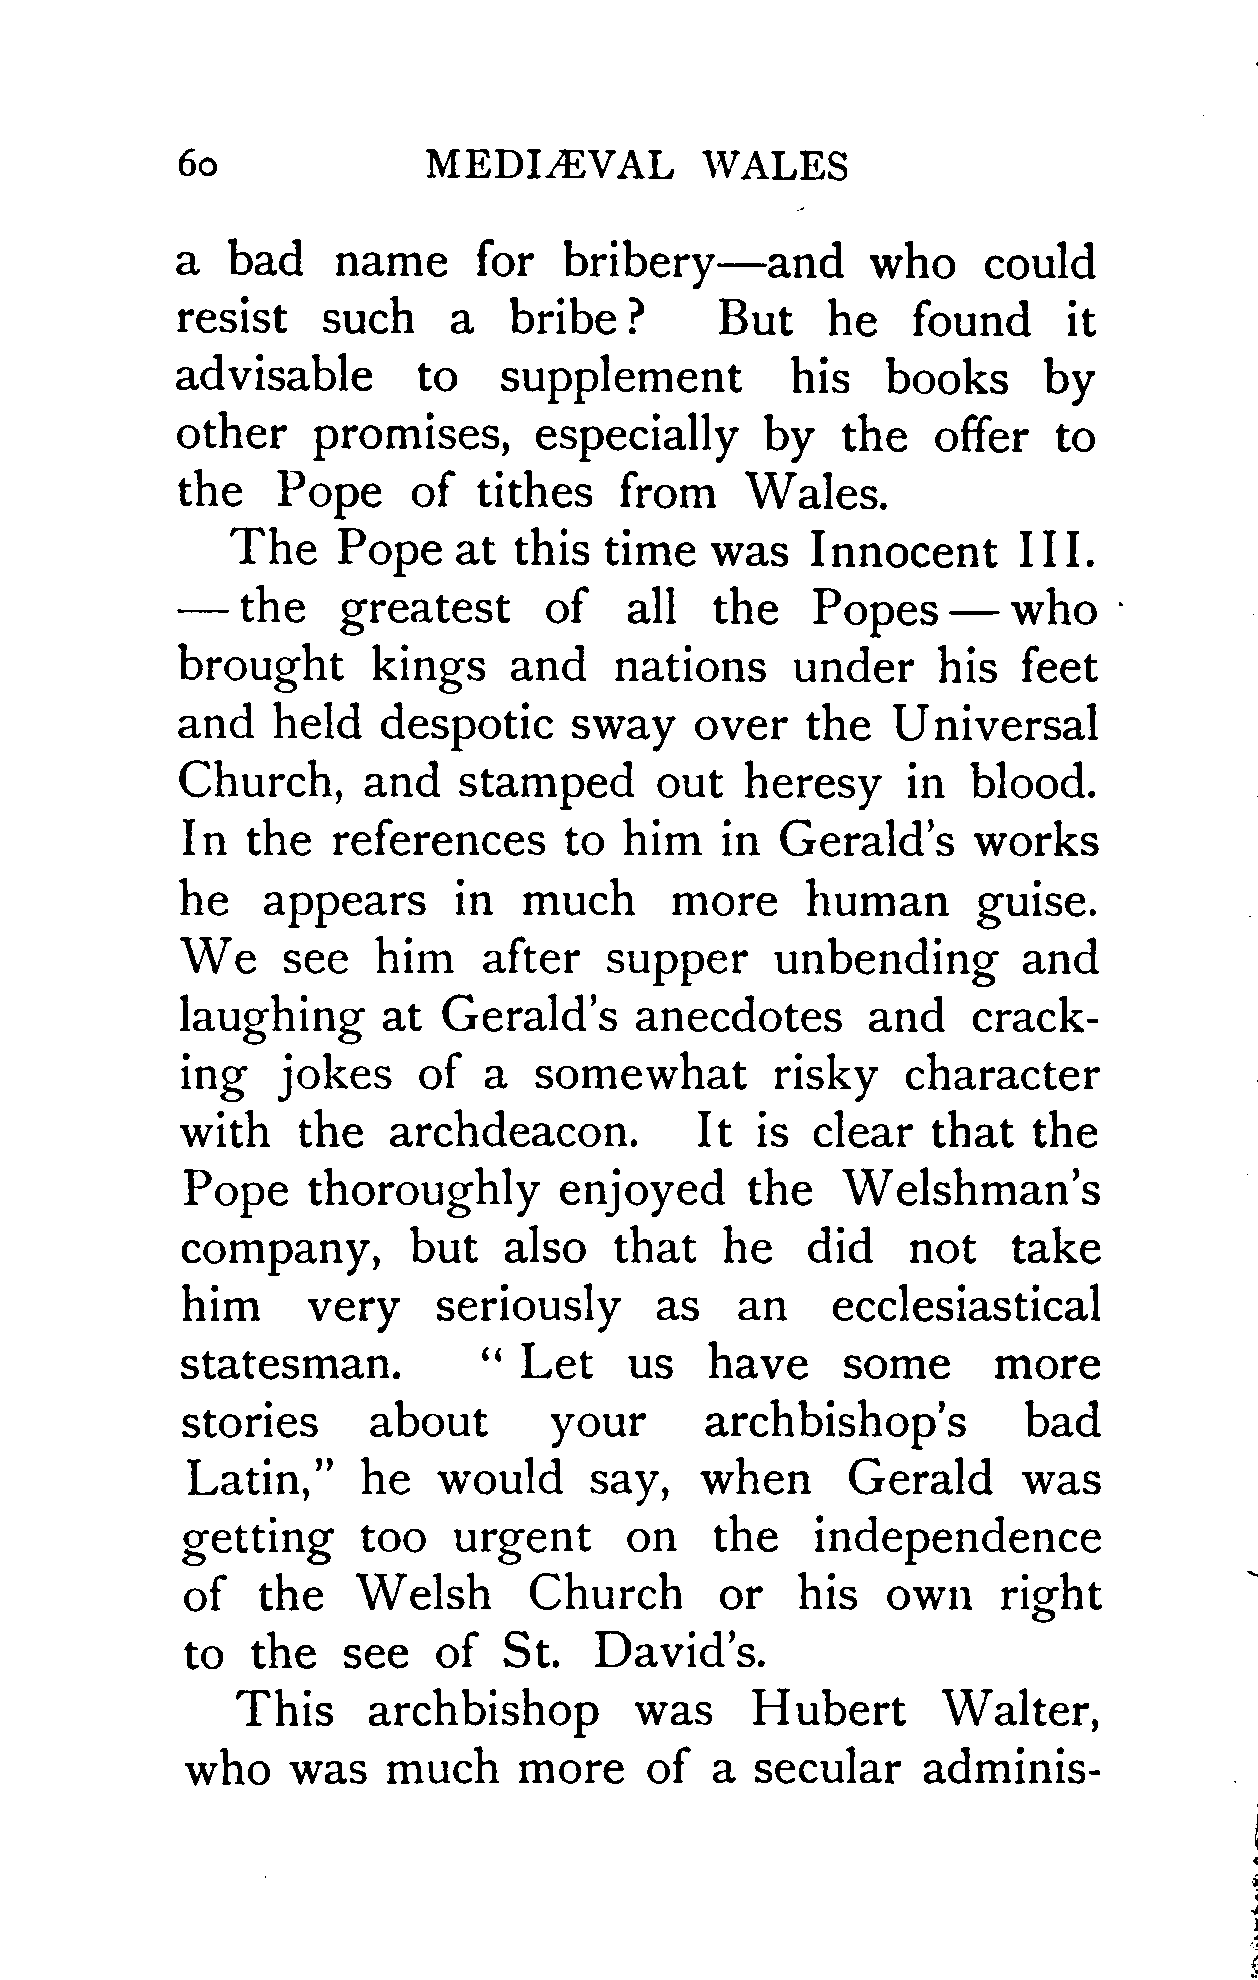 60 MEDIÆVAL WALES
a bad name for bribery—and who could
resist such a bribe? But he found it
advisable to supplement his books by
other promises, especially by the offer to
the Pope of tithes from Wales.
The Pope at this time was Innocent III.
—the greatest of all the Popes—who
brought kings and nations under his feet
and held despotic sway over the Universal
Church, and stamped out heresy in blood.
In the references to him in Gerald's works
he appears in much more human guise.
We see him after supper unbending and
laughing at Gerald's anecdotes and crack-
ing jokes of a somewhat risky character
with the archdeacon. It is clear that the
Pope thoroughly enjoyed the Welshman's
company, but also that he did not take
him very seriously as an ecclesiastical
statesman. "Let us have some more
stories about your archbishop's bad
Latin," he would say, when Gerald was
getting too urgent on the independence
of the Welsh Church or his own right
to the see of St. David's.
This archbishop was Hubert Walter,
who was much more of a secular adminis-